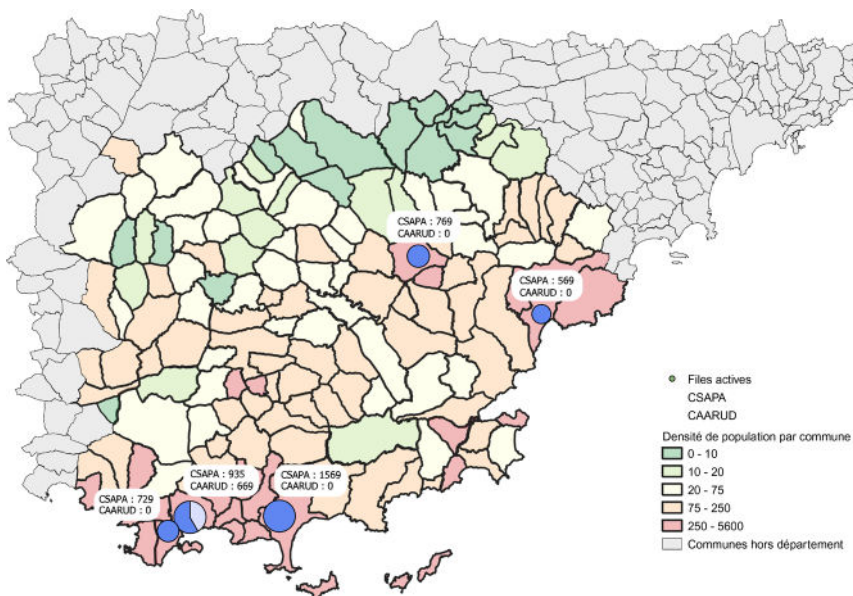 CSAPA : 769
CAARUD : 0
CSAPA : 569
CAARUD : 0
CSAPA : 935
CAARUD : 669
CSAPA : 1569
CAARUD : 0
CSAPA : 729
CAARUD : 0
Files actives
CSAPA
CAARUD
Densité de population par commune
0 - 10
10 - 20
20 - 75
75 - 250
250 - 5600
Communes hors département